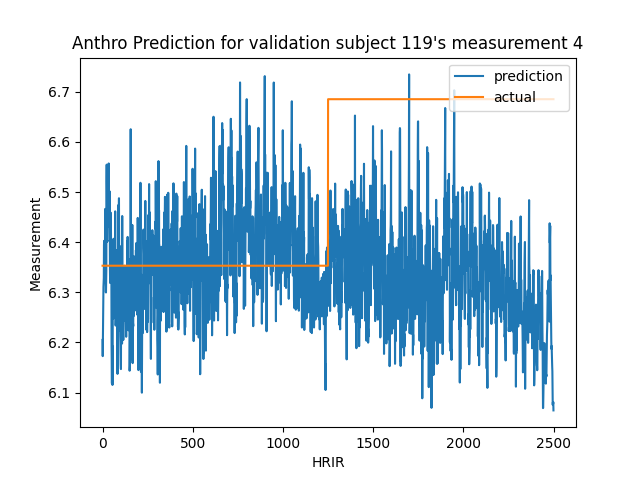 Anthro Prediction for validation subject 119's measurement 4
prediction
actual
6.7
6.6
6.5
6.4
6.3
6.2
6.1
Measurement
0
500
1000
1500
2000
2500
HRIR